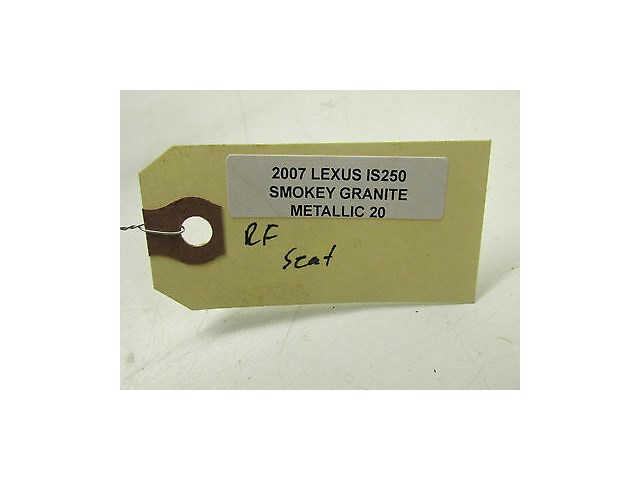 2007 LEXUS IS250
SMOKEY GRANITE
METALLIC 20
RF
Seat